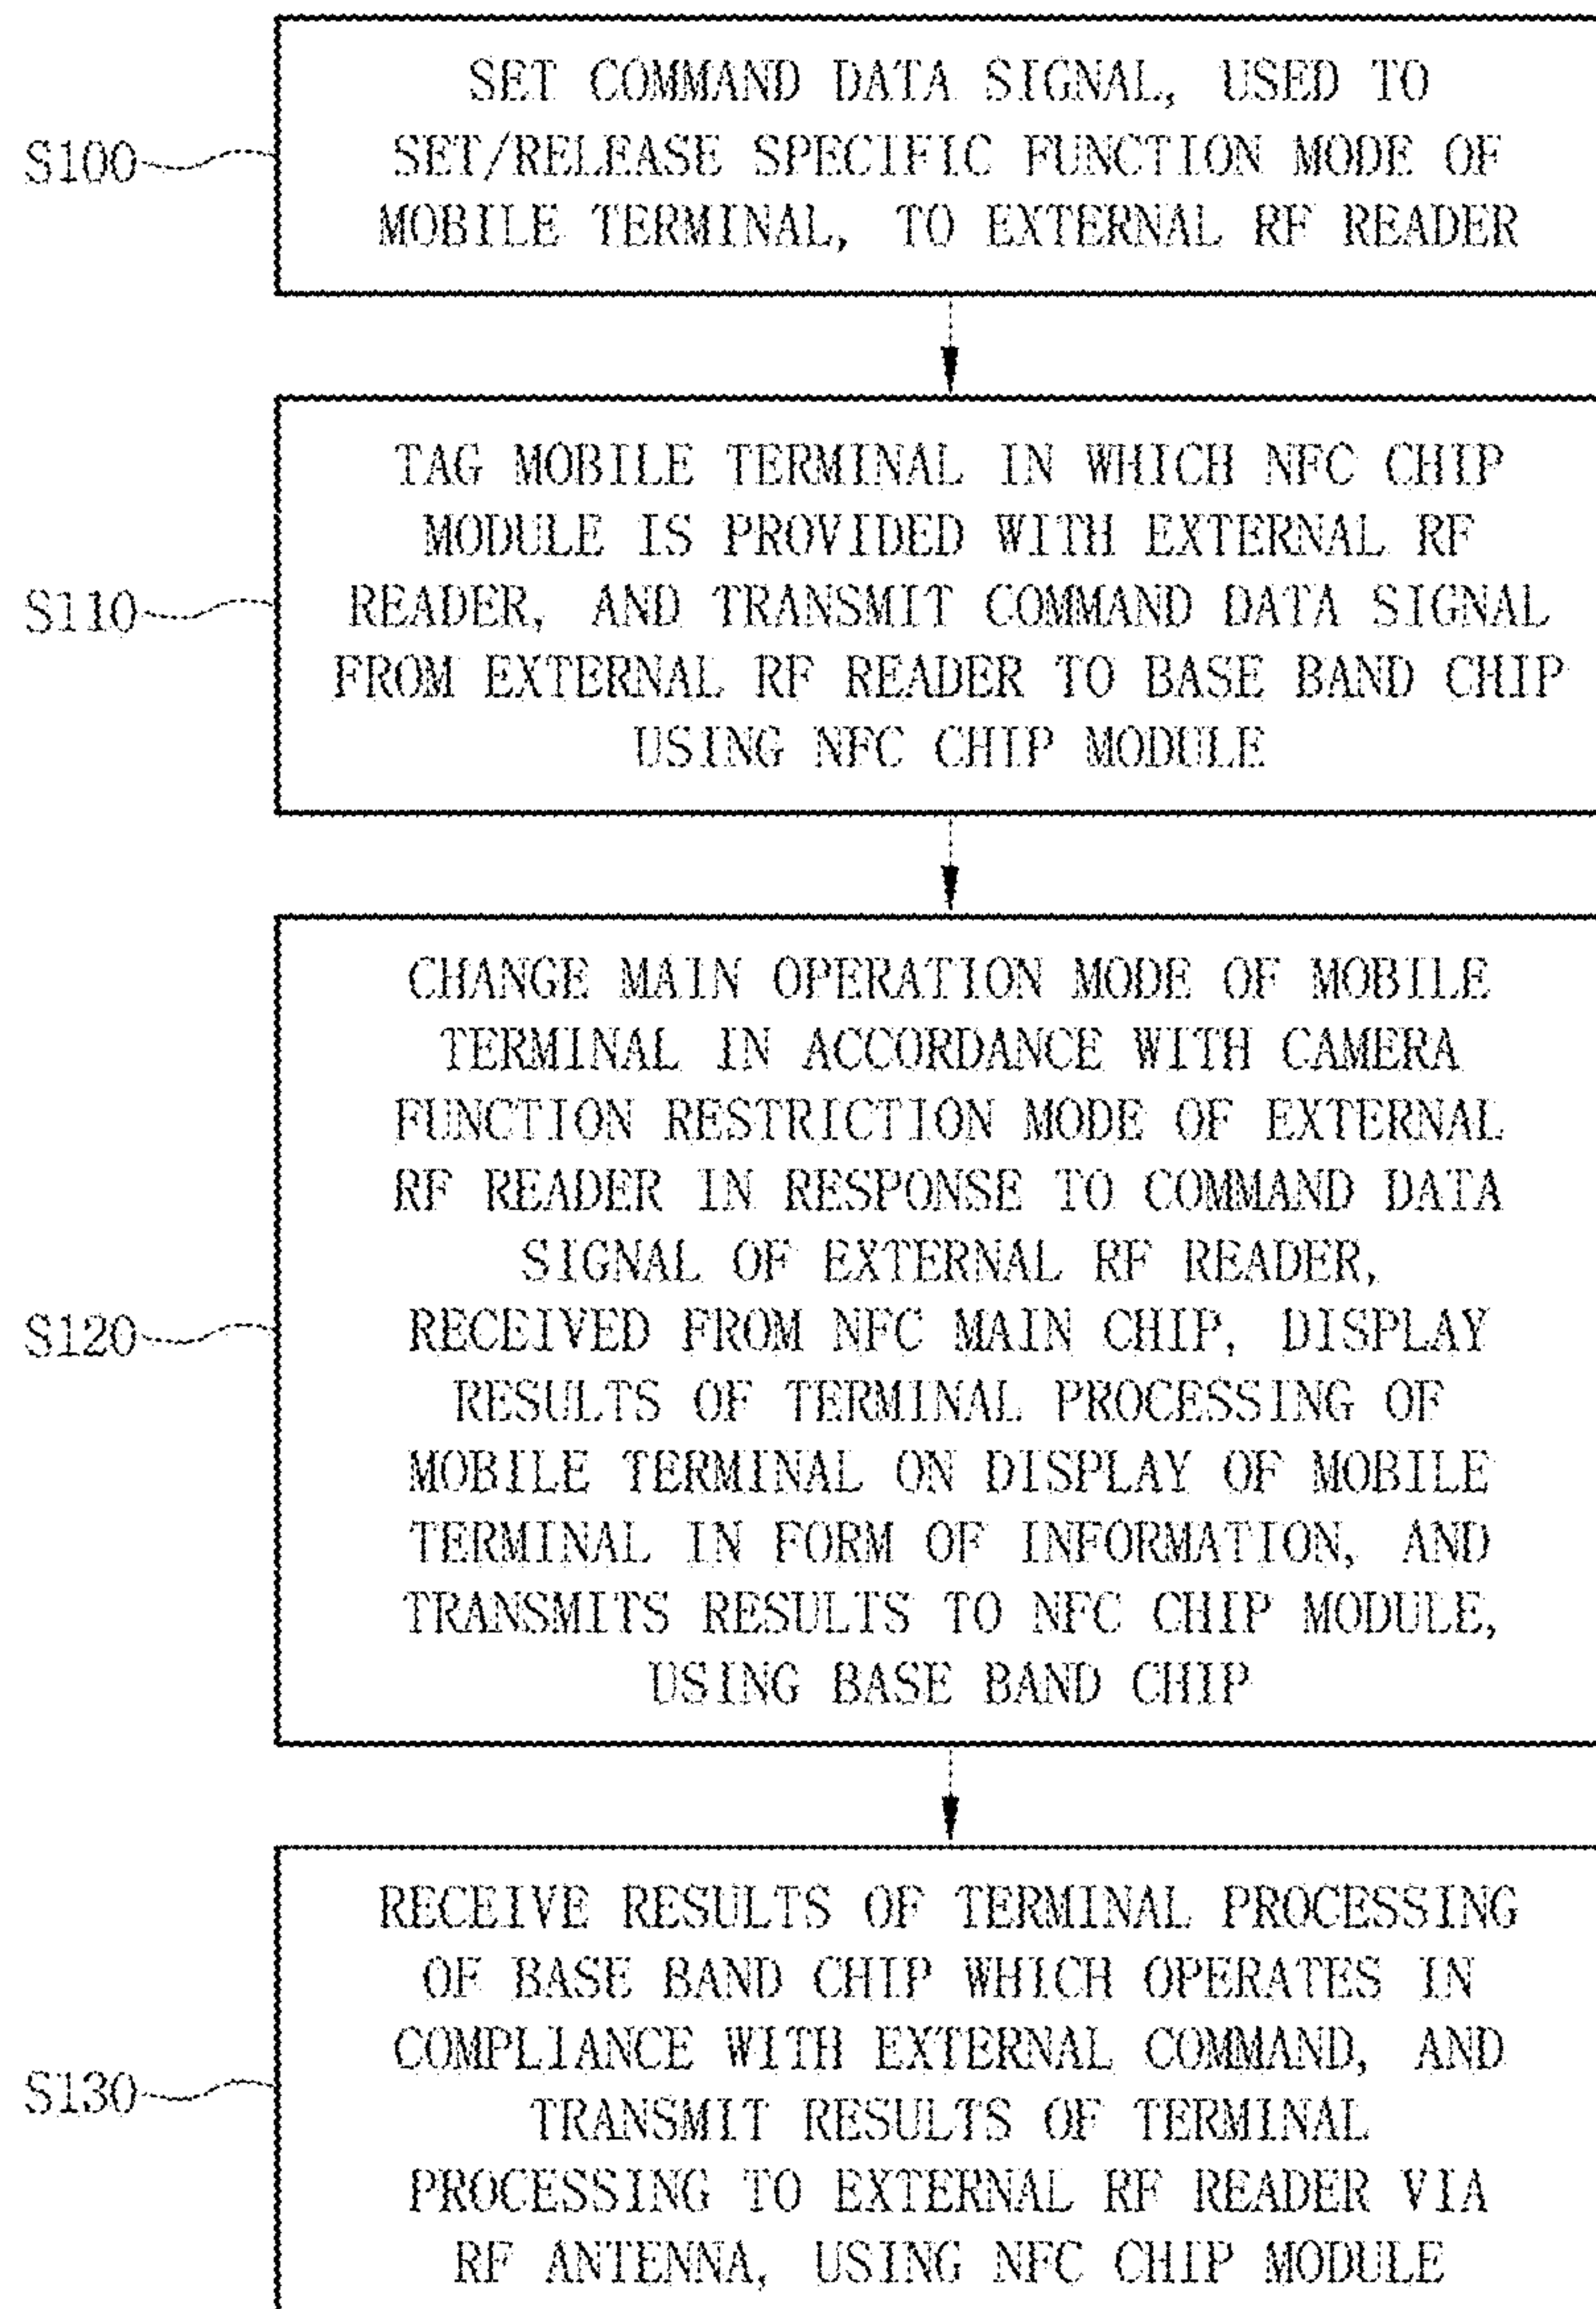 SET COMMAND DATA SIGNAL, USED TO
S100
SET/RELEASE SPECIFIC FUNCTION MODE OF
MOBILE TERMINAL, TO EXTERNAL RF READER
TAG MOBILE TERMINAL IN WHICH NFC CHIP
MODULE IS PROVIDED WITH EXTERNAL RF
S110
READER, AND TRANSMIT COMMAND DATA SIGNAL
FROM EXTERNAL RF READER TO BASE BAND CHIP
USING NFC CHIP MODULE
CHANGE MAIN OPERATION MODE OF MOBILE
TERMINAL IN ACCORDANCE WITH CAMERA
FUNCTION RESTRICTION MODE OF EXTERNAL
RF READER IN RESPONSE TO COMMAND DATA
SIGNAL OF EXTERNAL RF READER,
S120
RECEIVED FROM NFC MAIN CHIP, DISPLAY
RESULTS OF TERMINAL PROCESSING OF
MOBILE TERMINAL ON DISPLAY OF MOBILE
TERMINAL IN FORM OF INFORMATION, AND
TRANSMITS RESULTS TO NFC CHIP MODULE,
USING BASE BAND CHIP
RECEIVE RESULTS OF TERMINAL PROCESSING
OF BASE BAND CHIP WHICH OPERATES IN
COMPLIANCE WITH EXTERNAL COMMAND, AND
S130
TRANSMIT RESULTS OF TERMINAL
PROCESSING TO EXTERNAL RF READER VIA
RF ANTENNA, USING NFC CHIP MODULE